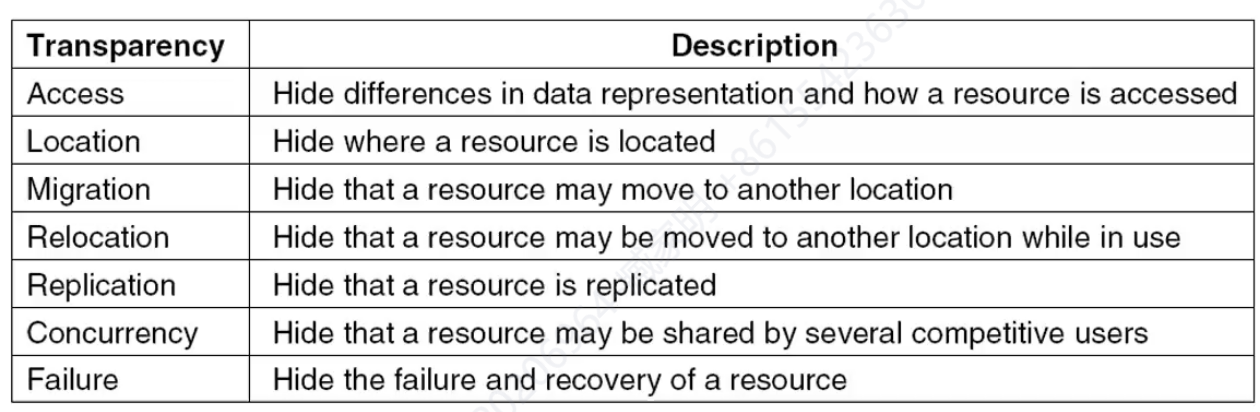 Transparency Description
Access Hide differences in data representation and how a resource is accessed
Location Hide where a resource is located
Migration Hide that a resource may move to another location
Relocation Hide that a resource may be moved to another location while in use
Replication Hide that a resource is replicated
Concurrency Hide that a resource may be shared by several competitive users
Failure Hide the failure and recovery of a resource